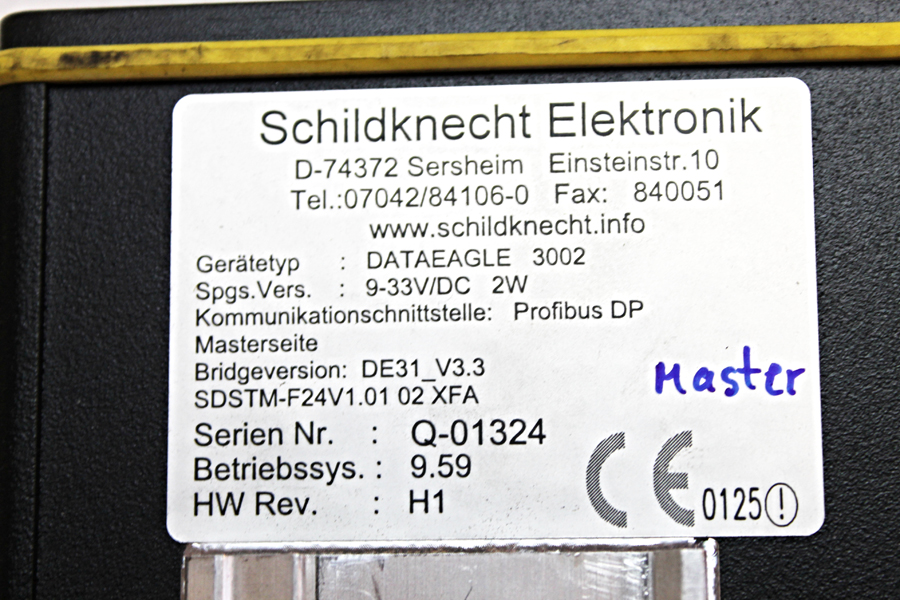 Schildknecht Elektronik
D-74372 Sersheim Einsteinstr.10
Tel.:07042/84106-0 Fax: 840051
www.schildknecht.info
Gerätetyp : DATAEAGLE 3002
Spgs.Vers. : 9-33V/DC 2W
Kommunikationschnittstelle: Profibus DP
Masterseite
Bridgeversion: DE31_V3.3
SDSTM-F24V1.01 02 XFA
Master
Serien Nr. : Q-01324
Betriebssys. : 9.59
HW Rev. : H1
CE 0125 !